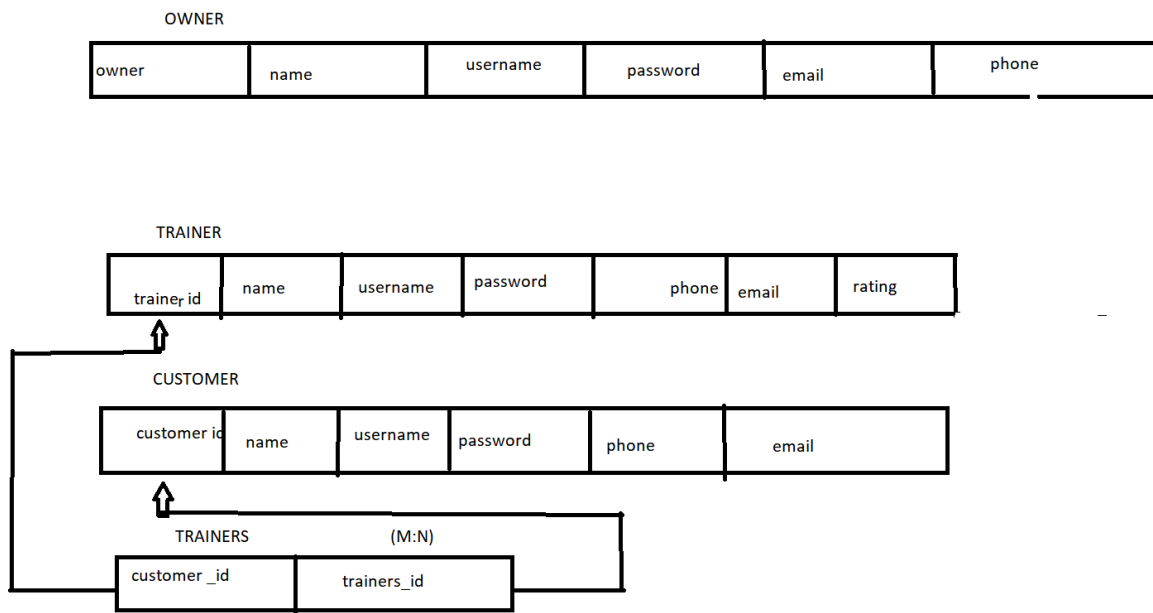 OWNER
owner name username password email phone
TRAINER
trainer id name username password phone email rating
CUSTOMER
customer id name username password phone email
TRAINERS (M:N)
customer _id trainers_id